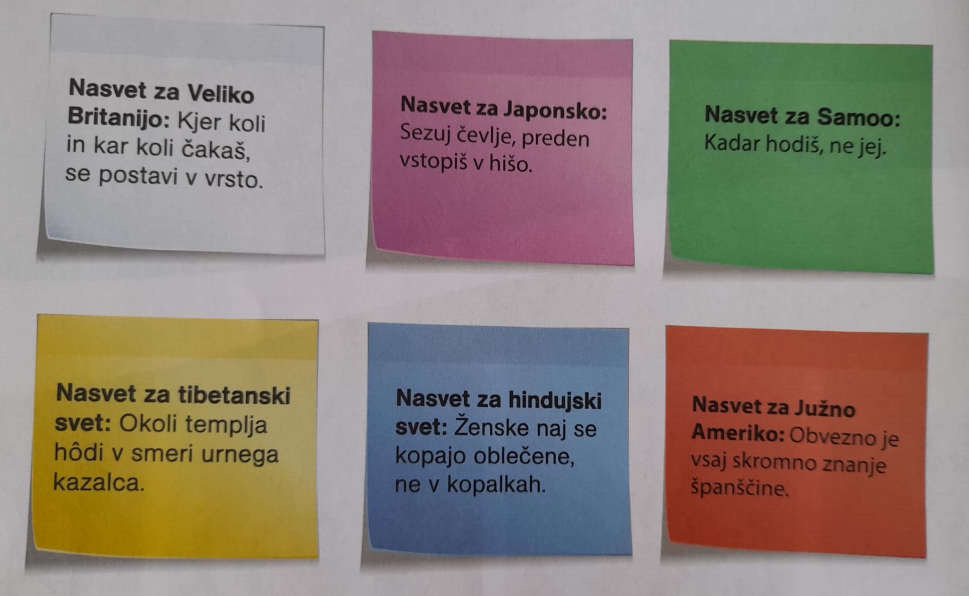 Nasvet za Veliko
Britanijo: Kjer koli
in kar koli čakaš,
se postavi v vrsto.
Nasvet za Japonsko:
Sezuj čevlje, preden
vstopiš v hišo.
Nasvet za Samoo:
Kadar hodiš, ne jej.
Nasvet za tibetanski
svet: Okoli templja
hôdi v smeri urnega
kazalca.
Nasvet za hindujski
svet: Ženske naj se
kopajo oblečene,
ne v kopalkah.
Nasvet za Južno
Ameriko: Obvezno je
vsaj skromno znanje
španščine.